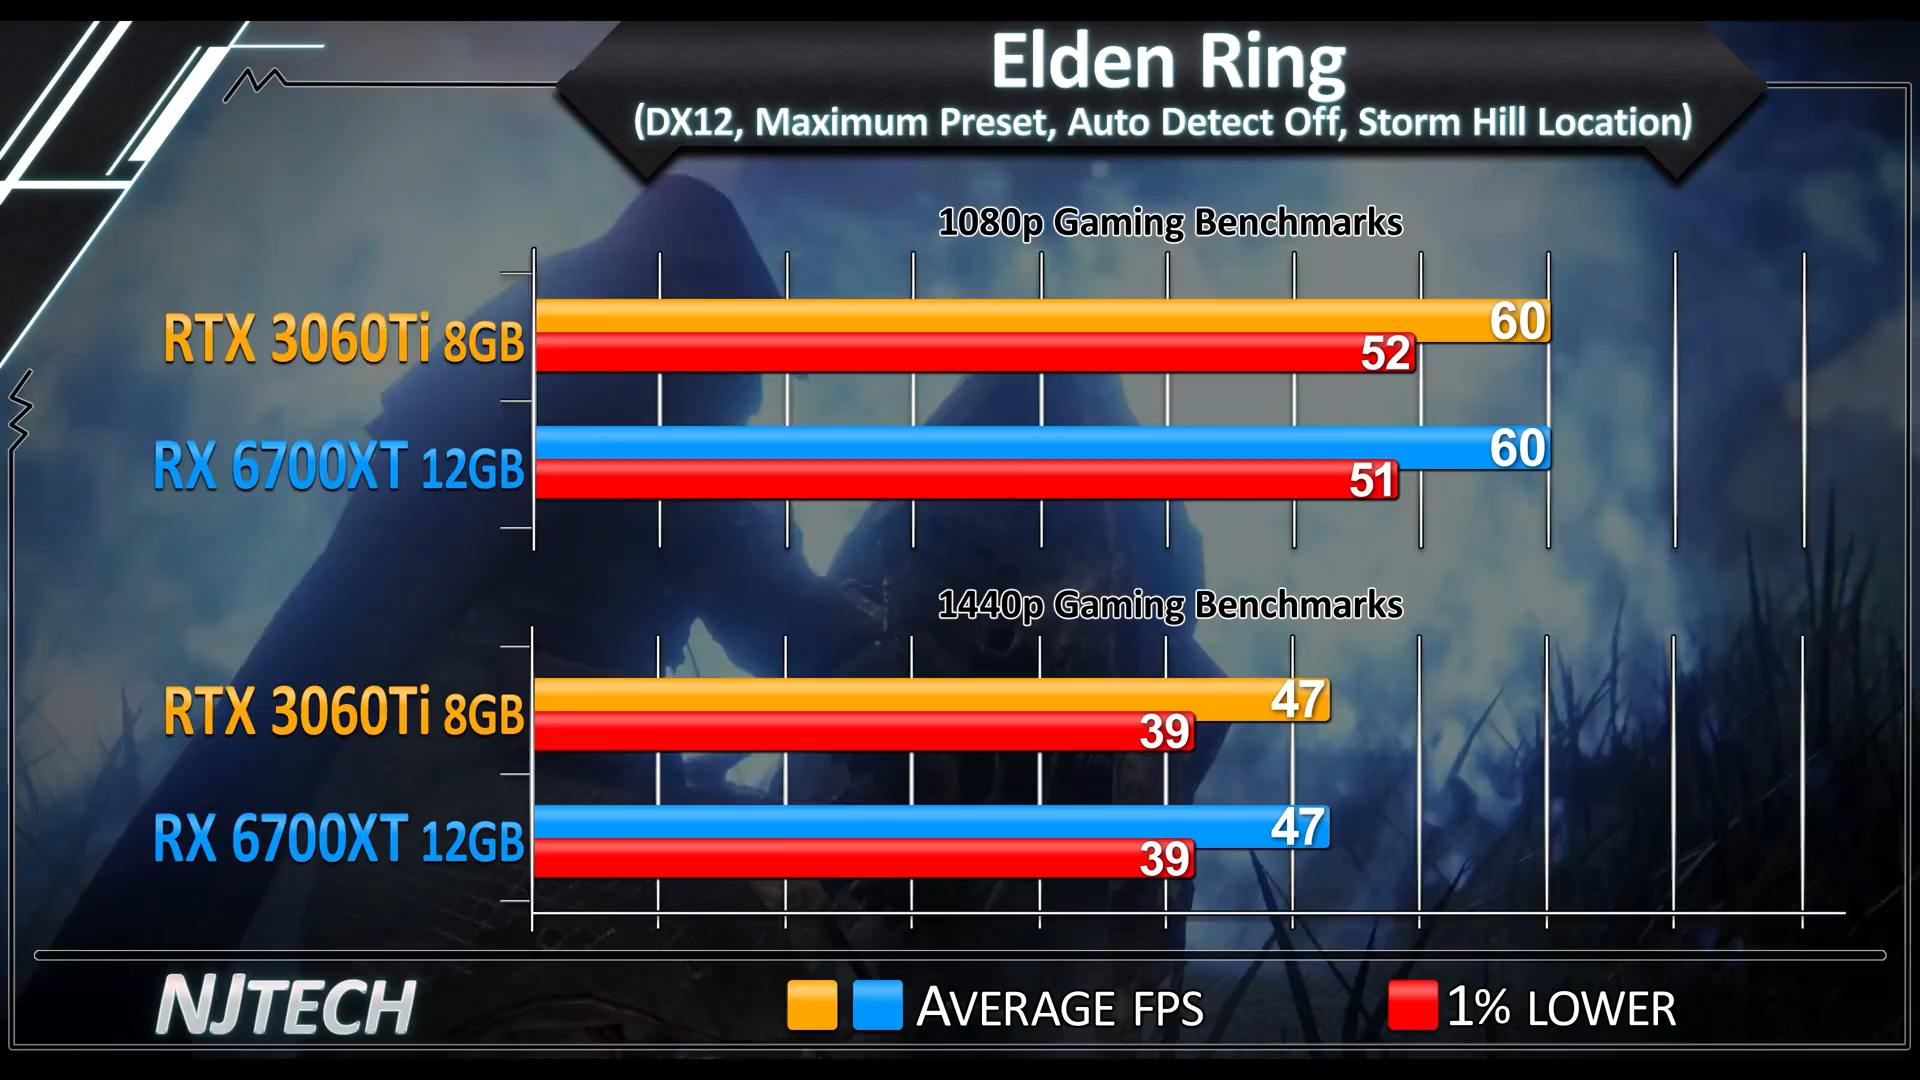 Elden Ring
(DX12, Maximum Preset, Auto Detect Off, Storm Hill Location)
1080p Gaming Benchmarks
RTX 3060Ti 8GB
60
52
RX 6700XT 12GB
60
51
1440p Gaming Benchmarks
RTX 3060Ti 8GB
47
39
RX 6700XT 12GB
47
39
NJTECH
AVERAGE FPS
1% LOWER